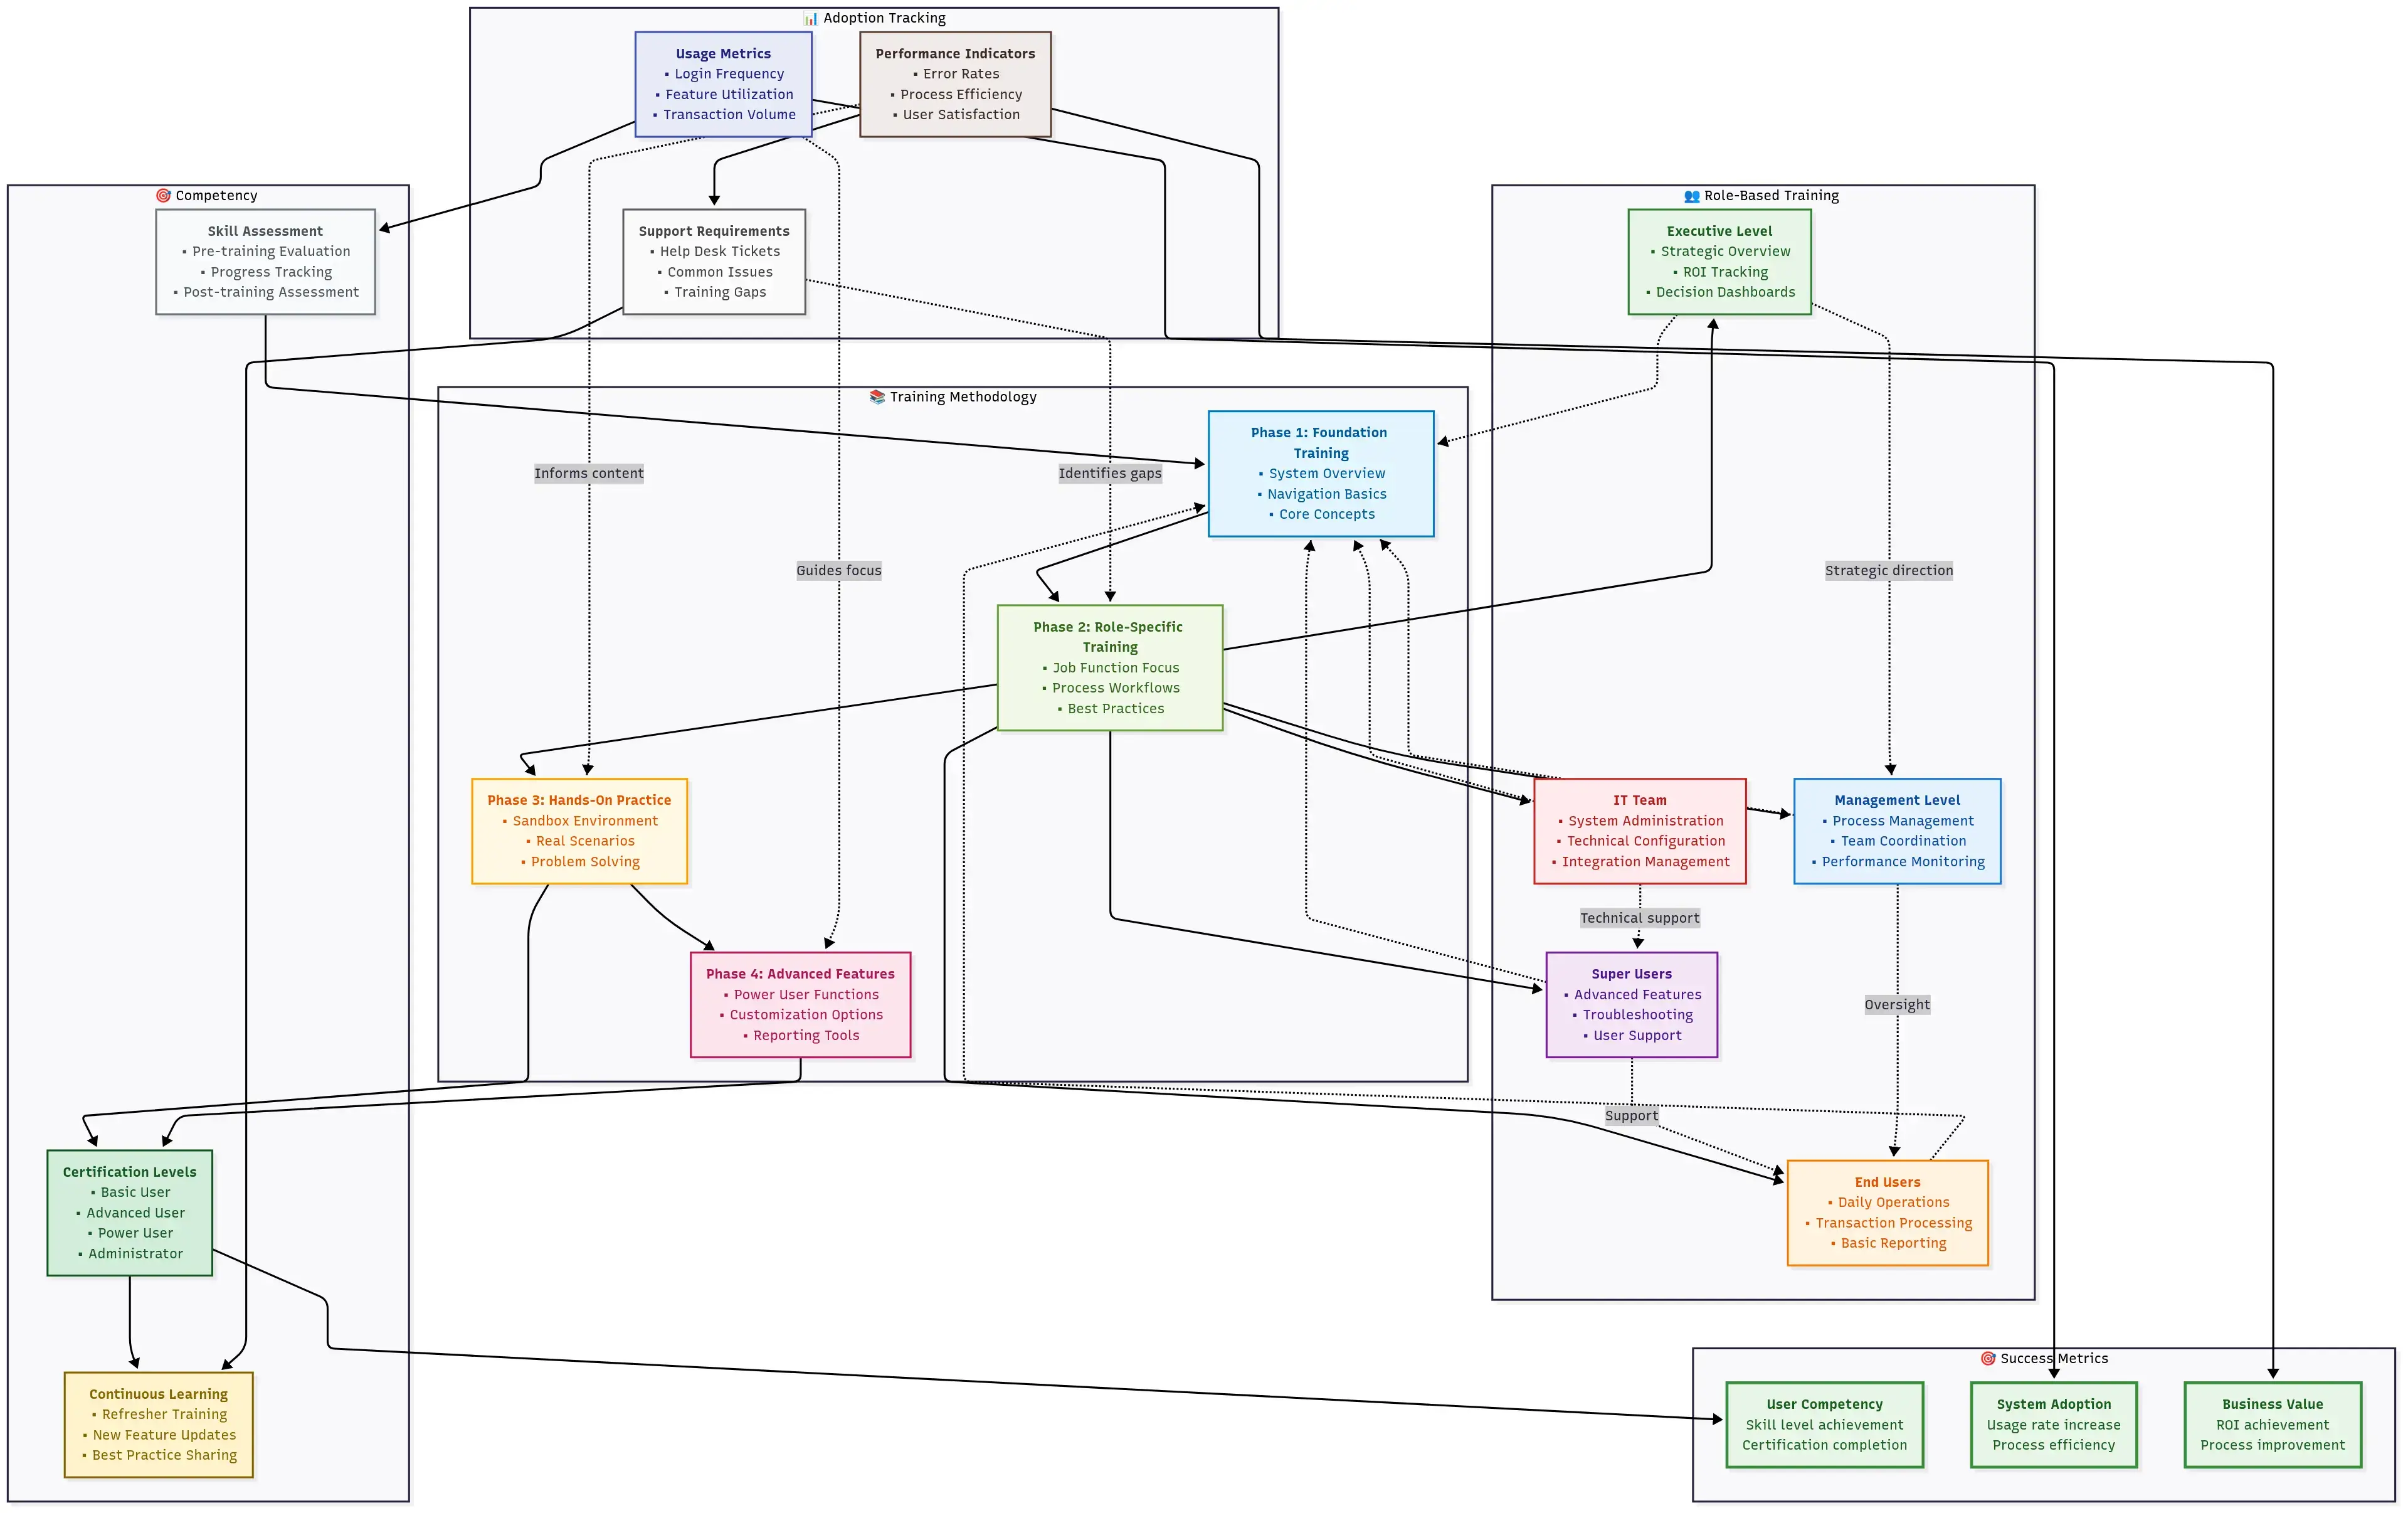 📊 Adoption Tracking
Usage Metrics
▪ Login Frequency
▪ Feature Utilization
▪ Transaction Volume
Performance Indicators
▪ Error Rates
▪ Process Efficiency
▪ User Satisfaction
Support Requirements
▪ Help Desk Tickets
▪ Common Issues
▪ Training Gaps
🎯 Competency
Skill Assessment
▪ Pre-training Evaluation
▪ Progress Tracking
▪ Post-training Assessment
👥 Role-Based Training
Executive Level
▪ Strategic Overview
▪ ROI Tracking
▪ Decision Dashboards
📚 Training Methodology
Phase 1: Foundation
Training
▪ System Overview
▪ Navigation Basics
▪ Core Concepts
Informs content
Identifies gaps
Guides focus
Strategic direction
Phase 2: Role-Specific
Training
▪ Job Function Focus
▪ Process Workflows
▪ Best Practices
Phase 3: Hands-On Practice
▪ Sandbox Environment
▪ Real Scenarios
▪ Problem Solving
IT Team
▪ System Administration
▪ Technical Configuration
▪ Integration Management
Management Level
▪ Process Management
▪ Team Coordination
▪ Performance Monitoring
Technical support
Phase 4: Advanced Features
▪ Power User Functions
▪ Customization Options
▪ Reporting Tools
Super Users
▪ Advanced Features
▪ Troubleshooting
▪ User Support
Oversight
Support
Certification Levels
▪ Basic User
▪ Advanced User
▪ Power User
▪ Administrator
End Users
▪ Daily Operations
▪ Transaction Processing
▪ Basic Reporting
Continuous Learning
▪ Refresher Training
▪ New Feature Updates
▪ Best Practice Sharing
🎯 Success Metrics
User Competency
Skill level achievement
Certification completion
System Adoption
Usage rate increase
Process efficiency
Business Value
ROI achievement
Process improvement